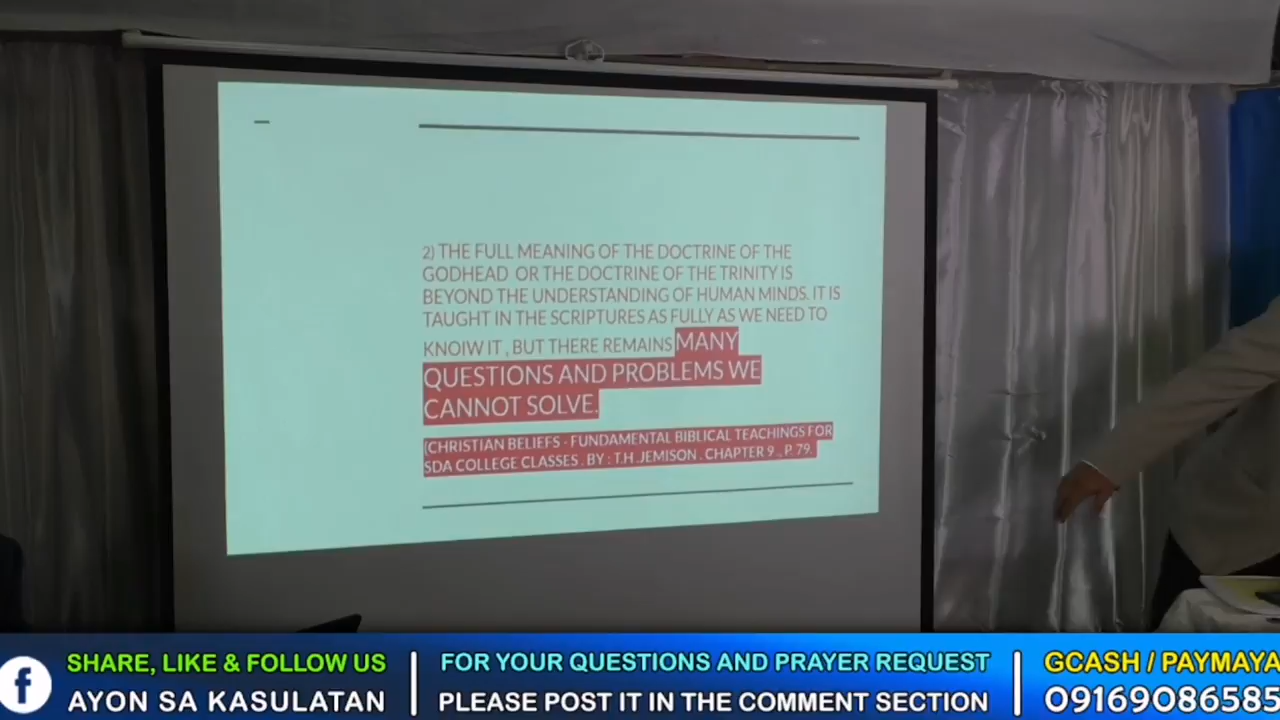 2) THE FULL MEANING OF THE DOCTRINE OF THE
GODHEAD OR THE DOCTRINE OF THE TRINITY IS
BEYOND THE UNDERSTANDING OF HUMAN MINDS. IT IS
TAUGHT IN THE SCRIPTURES AS FULLY AS WE NEED TO
KNOIW IT , BUT THERE REMAINS MANY
QUESTIONS AND PROBLEMS WE
CANNOT SOLVE.
(CHRISTIAN BELIEFS - FUNDAMENTAL BIBLICAL TEACHINGS FOR
SDA COLLEGE CLASSES . BY : T.H .JEMISON . CHAPTER 9 ., P. 79.
f
SHARE, LIKE & FOLLOW US
AYON SA KASULATAN
FOR YOUR QUESTIONS AND PRAYER REQUEST
PLEASE POST IT IN THE COMMENT SECTION
GCASH / PAYMAYA
09169086585